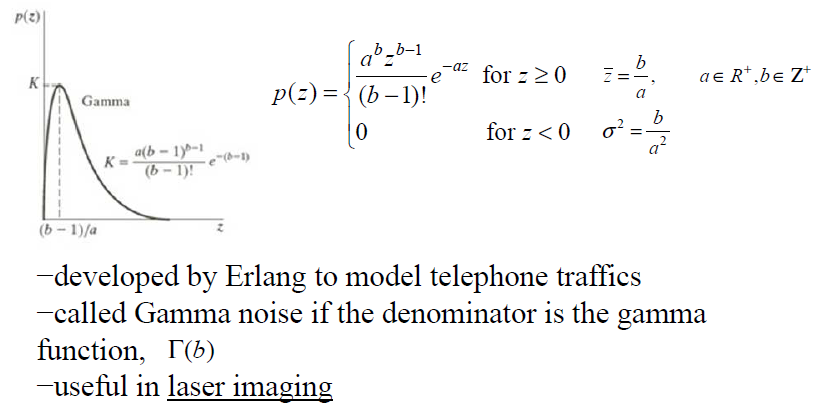 p(z)
K
Gamma
K = a(b − 1)^{b−1} / (b − 1)! e^{−(b−1)}
(b − 1)/a
z
p(z) = { a^b z^{b−1} / (b − 1)! e^{−az} for z ≥ 0
0 for z < 0
z̅ = b/a,
σ² = b/a²
a ∈ R⁺, b ∈ Z⁺
−developed by Erlang to model telephone traffics
−called Gamma noise if the denominator is the gamma
function, Γ(b)
−useful in laser imaging